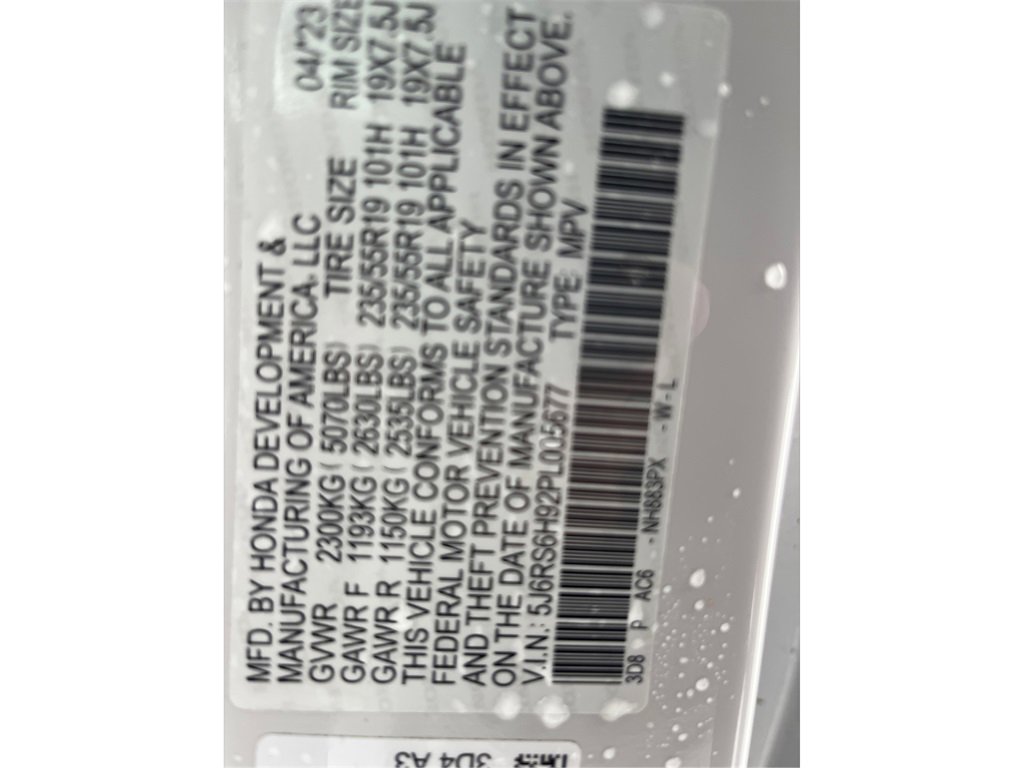 MFD. BY HONDA DEVELOPMENT & 04/'23
MANUFACTURING OF AMERICA, LLC
GVWR 2300KG ( 5070LBS) TIRE SIZE RIM SIZE
GAWR F 1193KG ( 2630LBS) 235/55R19 101H 19X7.5J
GAWR R 1150KG ( 2535LBS) 235/55R19 101H 19X7.5J
THIS VEHICLE CONFORMS TO ALL APPLICABLE
FEDERAL MOTOR VEHICLE SAFETY
AND THEFT PREVENTION STANDARDS IN EFFECT
ON THE DATE OF MANUFACTURE SHOWN ABOVE.
V.I.N.: 5J6RS6H92PL005677 TYPE: MPV
3D8 P AC6 - NH883PX - W - L
3D4
A3